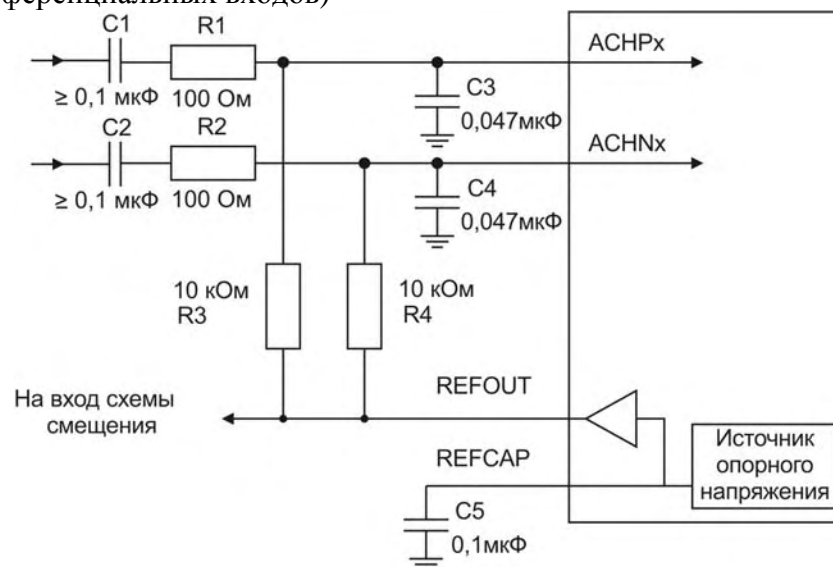 ференциальных входов)
C1
R1
ACHPx
≥ 0,1 мкФ
100 Ом
C3
0,047мкФ
C2
R2
ACHNx
≥ 0,1 мкФ
100 Ом
C4
0,047мкФ
10 кОм
R3
10 кОм
R4
На вход схемы
смещения
REFOUT
REFCAP
Источник
опорного
напряжения
C5
0,1мкФ